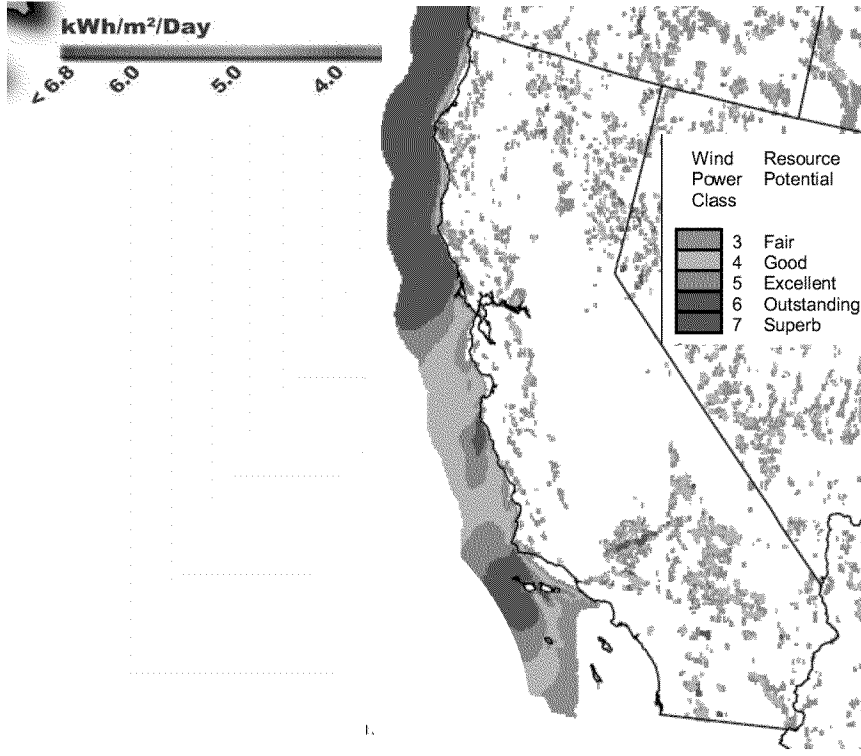 kWh/m²/Day
< 6.8 6.0 5.0 4.0
Wind Resource
Power Potential
Class
3 Fair
4 Good
5 Excellent
6 Outstanding
7 Superb